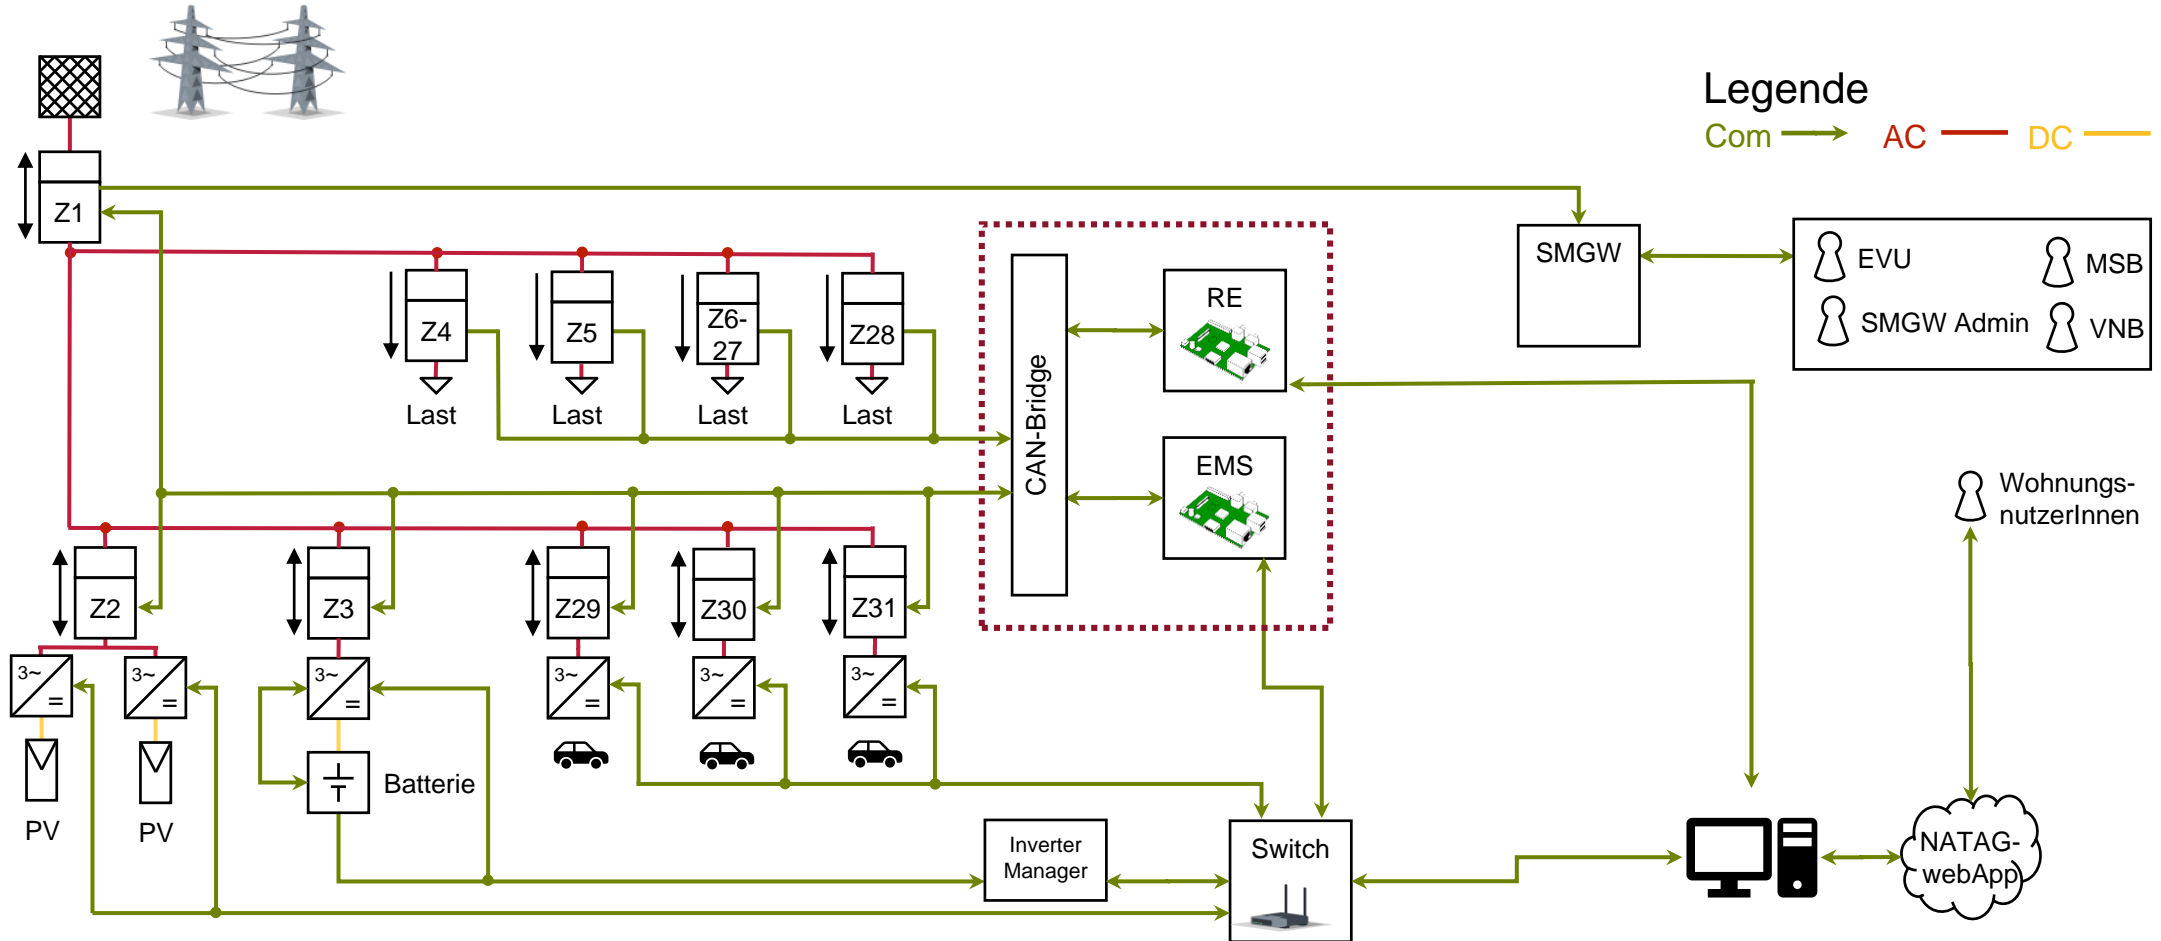 Legende
Com
AC
DC
Z1
SMGW
EVU
MSB
SMGW Admin
VNB
Z4
Z5
Z6-
27
Z28
Last
Last
Last
Last
CAN-Bridge
RE
EMS
Wohnungs-
nutzerInnen
Z2
Z3
Z29
Z30
Z31
3~
=
3~
=
3~
=
3~
=
3~
=
3~
=
Batterie
PV
PV
Inverter
Manager
Switch
NATAG-
webApp